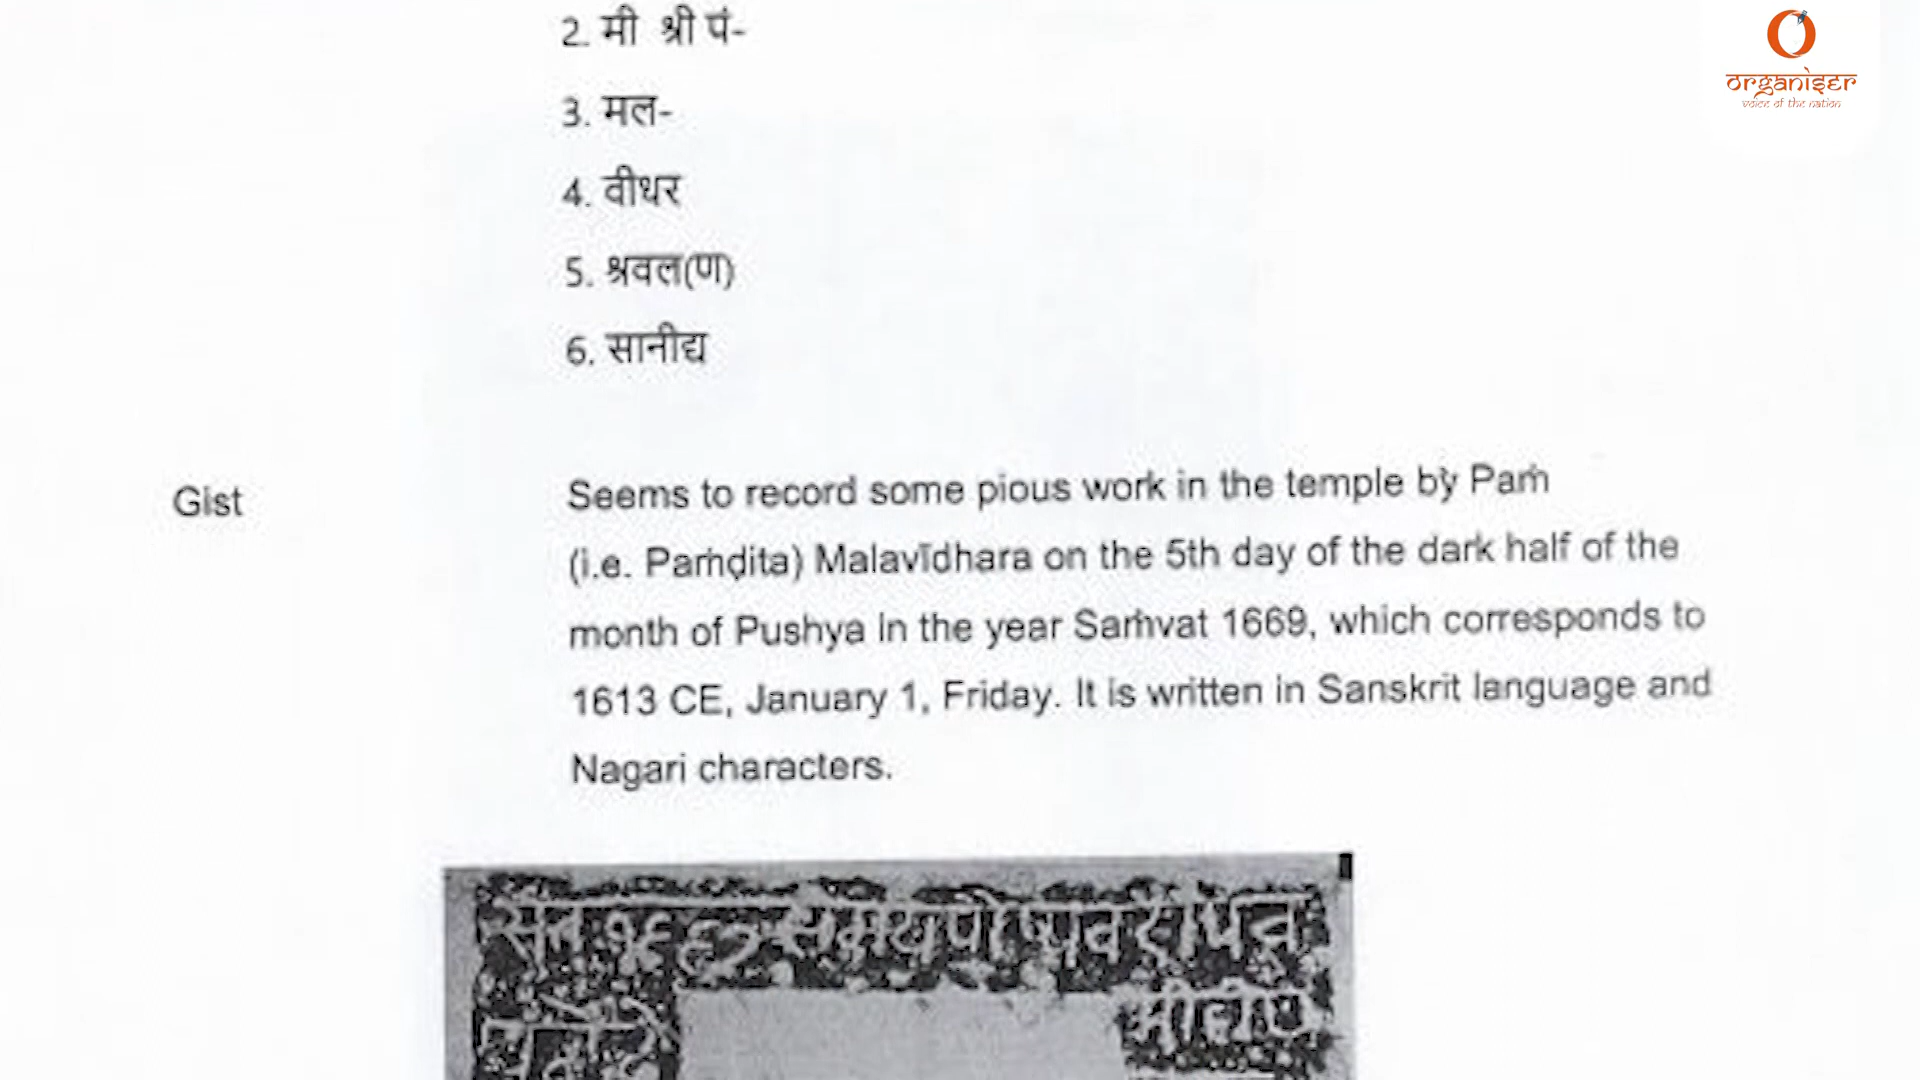 2. मी श्री पं-
organiser
voice of the nation
3. मल-
4. वीधर
5. श्रवल(ण)
6. सानीद्य
Gist
Seems to record some pious work in the temple by Paṁ
(i.e. Paṁḍita) Malavīdhara on the 5th day of the dark half of the
month of Pushya in the year Saṁvat 1669, which corresponds to
1613 CE, January 1, Friday. It is written in Sanskrit language and
Nagari characters.